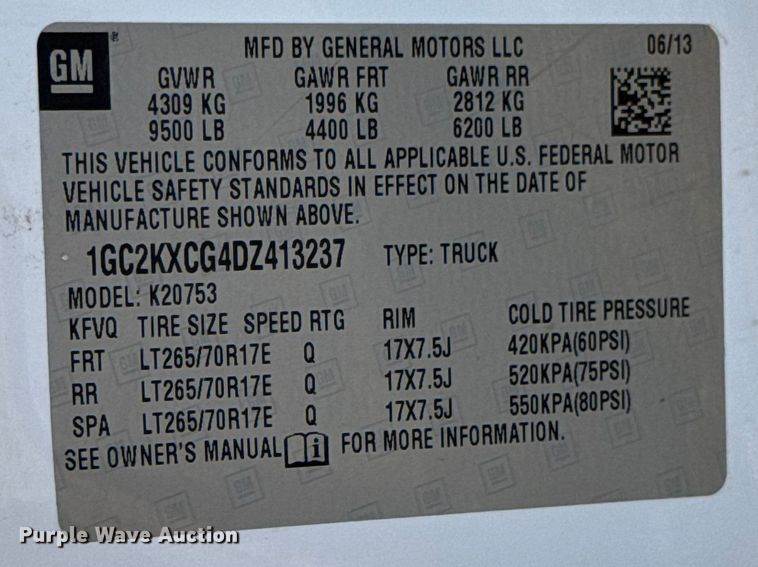 GM® MFD BY GENERAL MOTORS LLC 06/13
GVWR GAWR FRT GAWR RR
4309 KG 1996 KG 2812 KG
9500 LB 4400 LB 6200 LB
THIS VEHICLE CONFORMS TO ALL APPLICABLE U.S. FEDERAL MOTOR
VEHICLE SAFETY STANDARDS IN EFFECT ON THE DATE OF
MANUFACTURE SHOWN ABOVE.
1GC2KXCG4DZ413237 TYPE: TRUCK
MODEL: K20753
KFVQ TIRE SIZE SPEED RTG RIM COLD TIRE PRESSURE
FRT LT265/70R17E Q 17X7.5J 420KPA(60PSI)
RR LT265/70R17E Q 17X7.5J 520KPA(75PSI)
SPA LT265/70R17E Q 17X7.5J 550KPA(80PSI)
SEE OWNER'S MANUAL i FOR MORE INFORMATION.
Purple Wave Auction